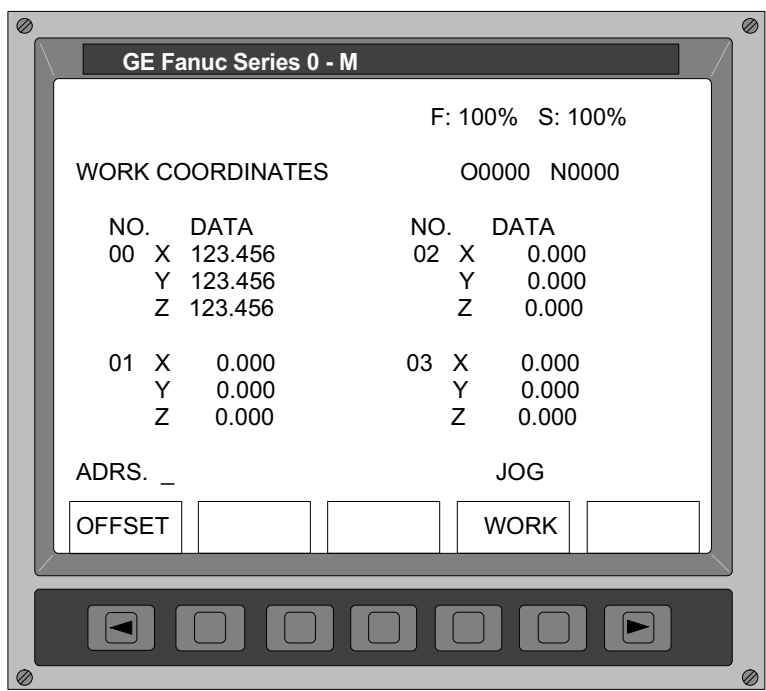 GE Fanuc Series 0 - M
F: 100% S: 100%
WORK COORDINATES O0000 N0000
NO. DATA NO. DATA
00 X 123.456 02 X 0.000
Y 123.456 Y 0.000
Z 123.456 Z 0.000
01 X 0.000 03 X 0.000
Y 0.000 Y 0.000
Z 0.000 Z 0.000
ADRS. _ JOG
OFFSET WORK